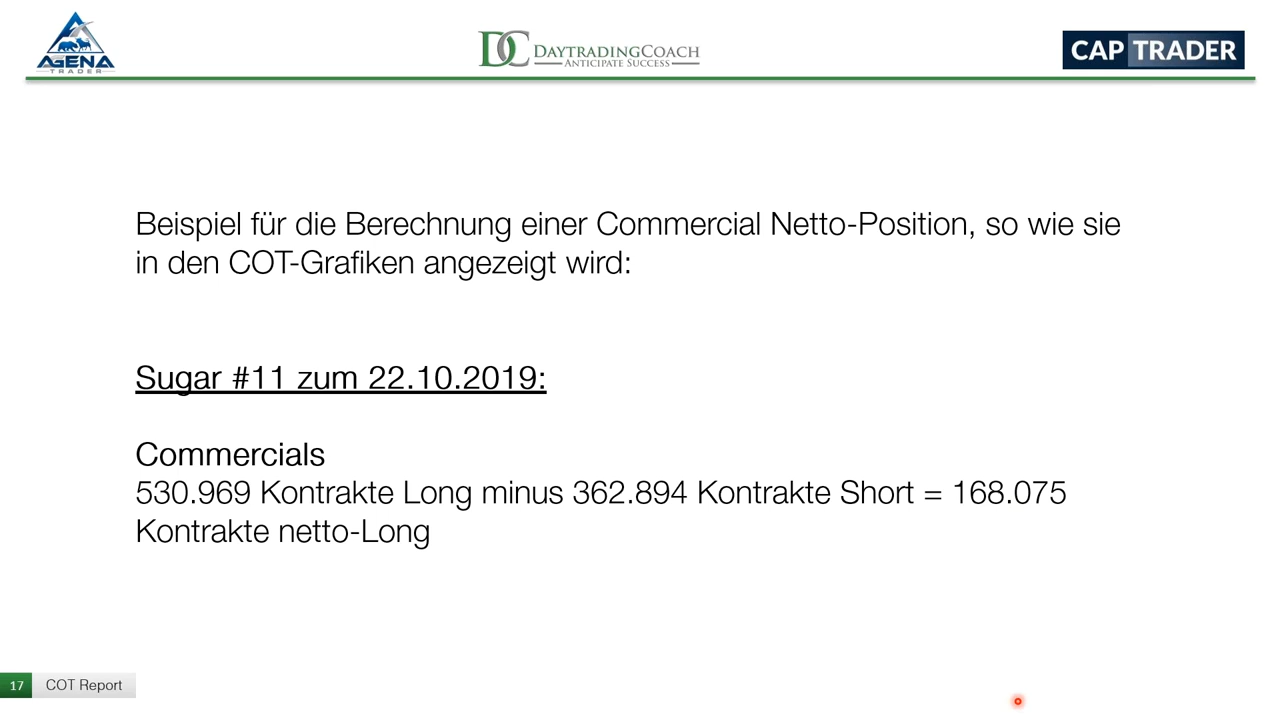 AGENA
TRADER
DC DAYTRADINGCOACH
ANTICIPATE SUCCESS
CAP TRADER
Beispiel für die Berechnung einer Commercial Netto-Position, so wie sie
in den COT-Grafiken angezeigt wird:
Sugar #11 zum 22.10.2019:
Commercials
530.969 Kontrakte Long minus 362.894 Kontrakte Short = 168.075
Kontrakte netto-Long
17 COT Report